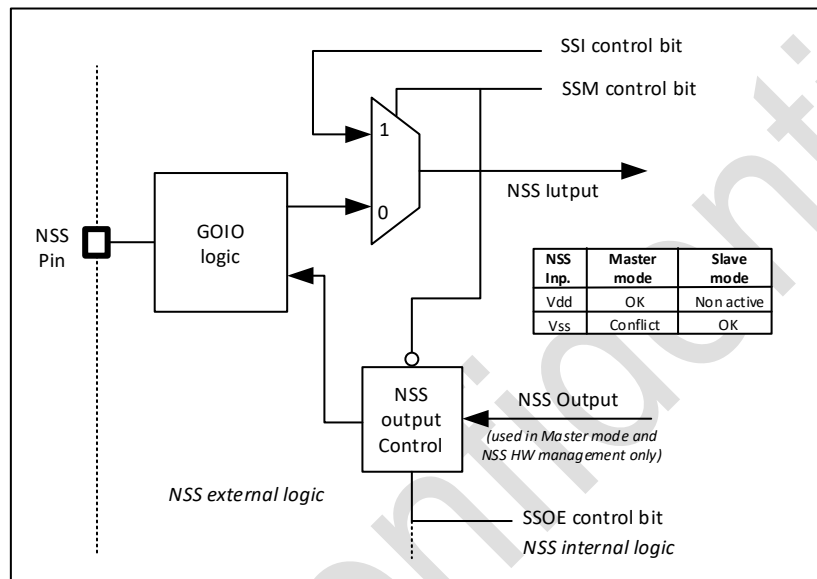 SSI control bit
SSM control bit
1
0
NSS Iutput
GOIO
logic
NSS
Pin
NSS Inp. Master mode Slave mode
Vdd OK Non active
Vss Conflict OK
NSS
output
Control
NSS Output
(used in Master mode and
NSS HW management only)
NSS external logic
SSOE control bit
NSS internal logic